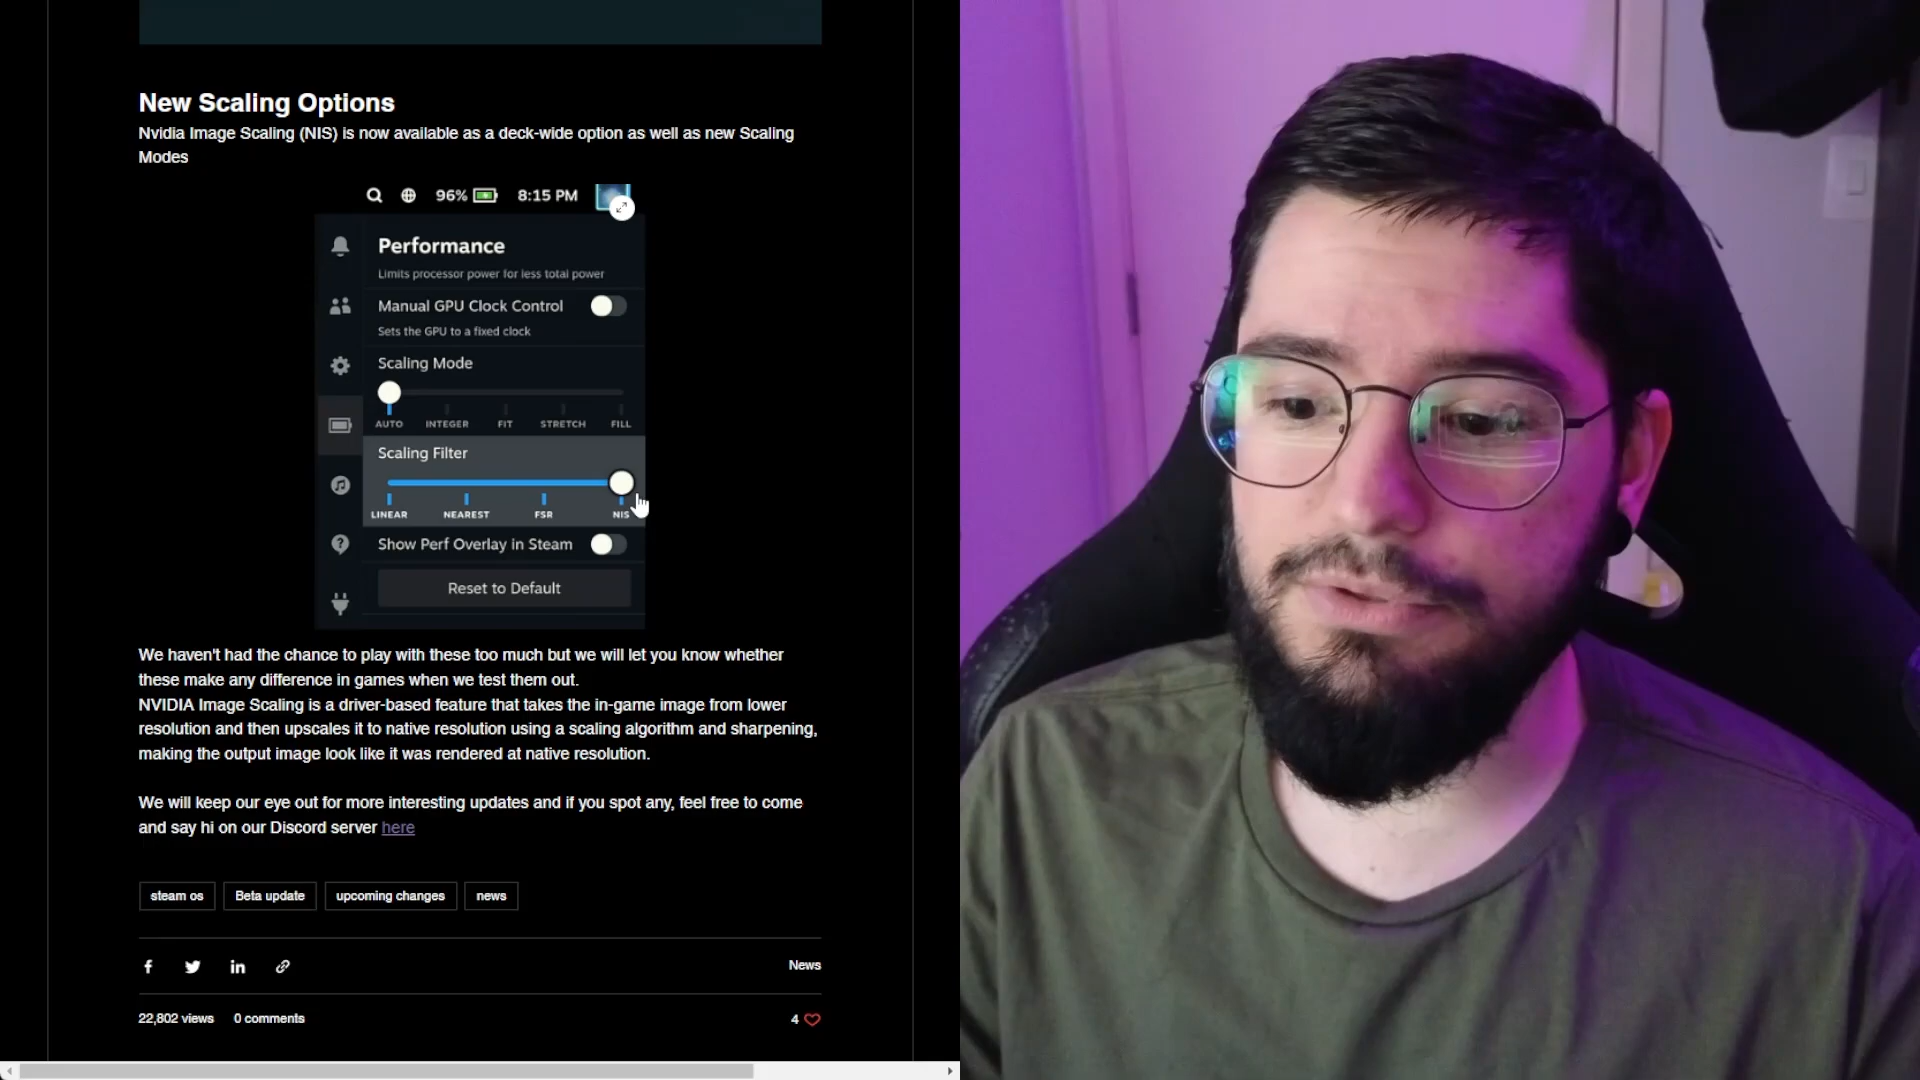 New Scaling Options
Nvidia Image Scaling (NIS) is now available as a deck-wide option as well as new Scaling
Modes
96% 8:15 PM
Performance
Limits processor power for less total power
Manual GPU Clock Control
Sets the GPU to a fixed clock
Scaling Mode
AUTO INTEGER FIT STRETCH FILL
Scaling Filter
LINEAR NEAREST FSR NIS
Show Perf Overlay in Steam
Reset to Default
We haven't had the chance to play with these too much but we will let you know whether
these make any difference in games when we test them out.
NVIDIA Image Scaling is a driver-based feature that takes the in-game image from lower
resolution and then upscales it to native resolution using a scaling algorithm and sharpening,
making the output image look like it was rendered at native resolution.
We will keep our eye out for more interesting updates and if you spot any, feel free to come
and say hi on our Discord server here
steam os Beta update upcoming changes news
News
22,802 views 0 comments 4